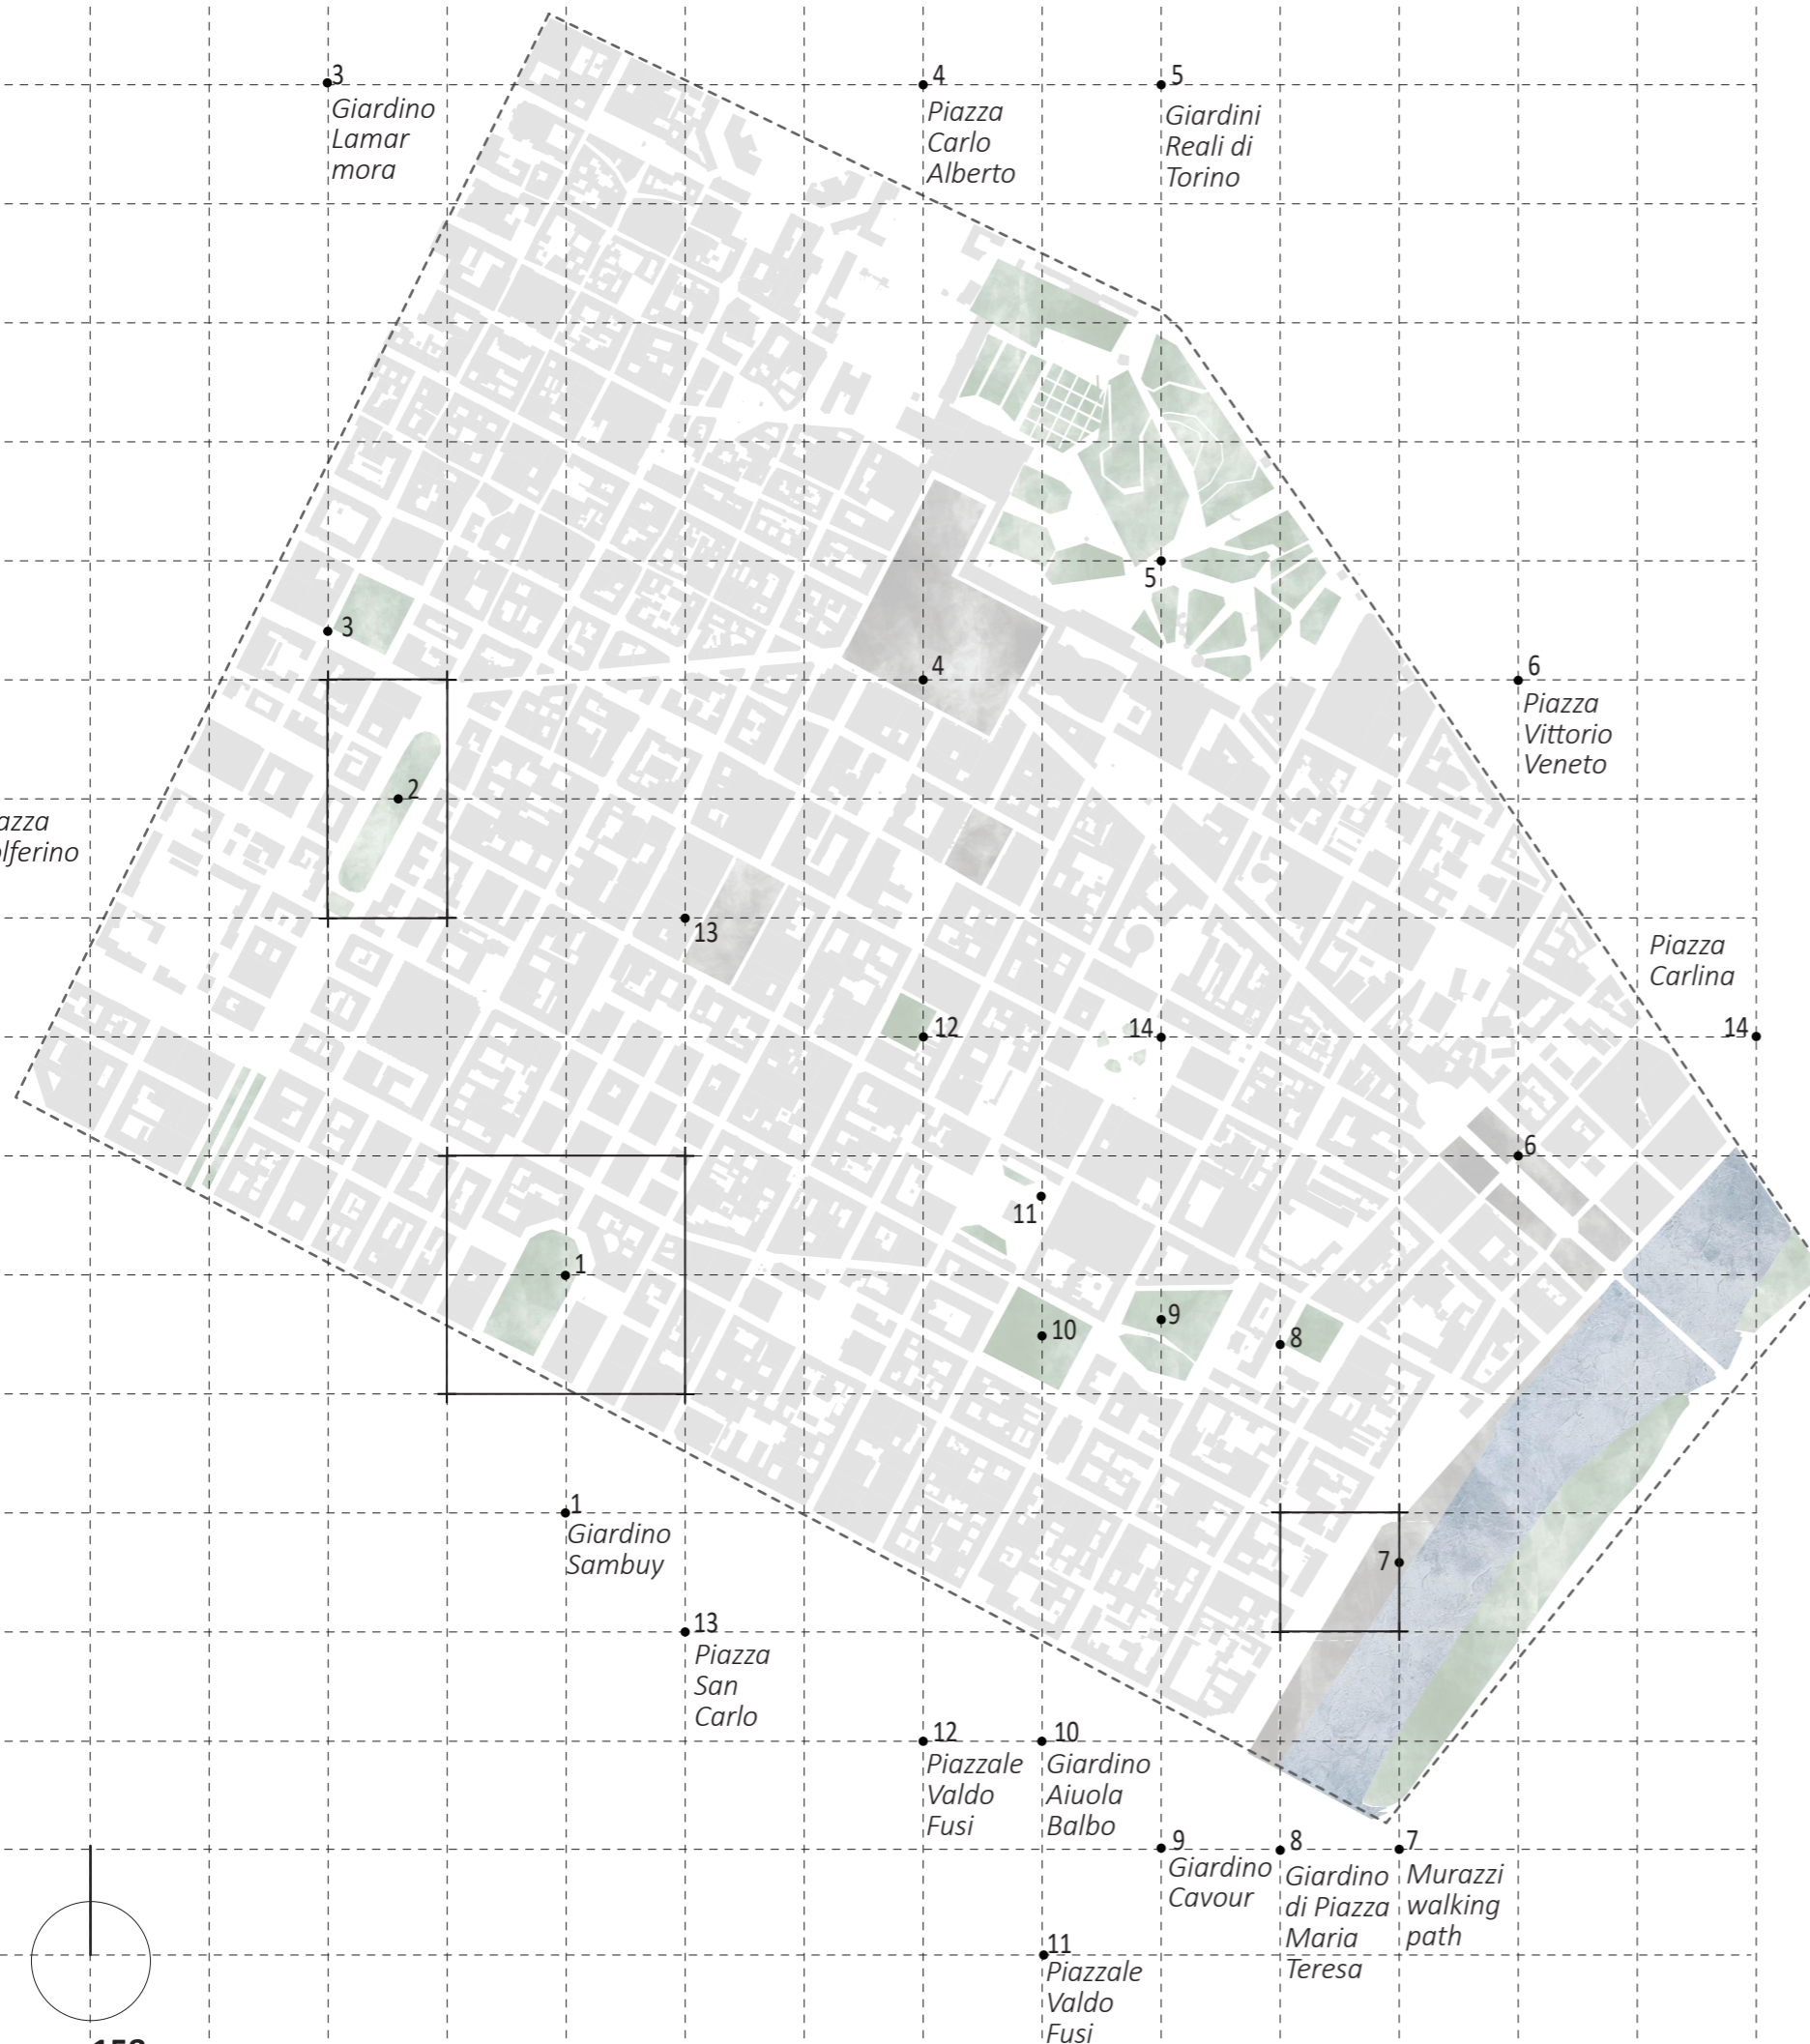 3
Giardino
Lamar
mora
4
Piazza
Carlo
Alberto
5
Giardini
Reali di
Torino
5
3
4
6
Piazza
Vittorio
Veneto
2
azza
olferino
13
Piazza
Carlina
12
14
14
6
11
1
9
10
8
1
Giardino
Sambuy
7
13
Piazza
San
Carlo
12
Piazzale
Valdo
Fusi
10
Giardino
Aiuola
Balbo
9
Giardino
Cavour
8
Giardino
di Piazza
Maria
Teresa
7
Murazzi
walking
path
11
Piazzale
Valdo
Fusi